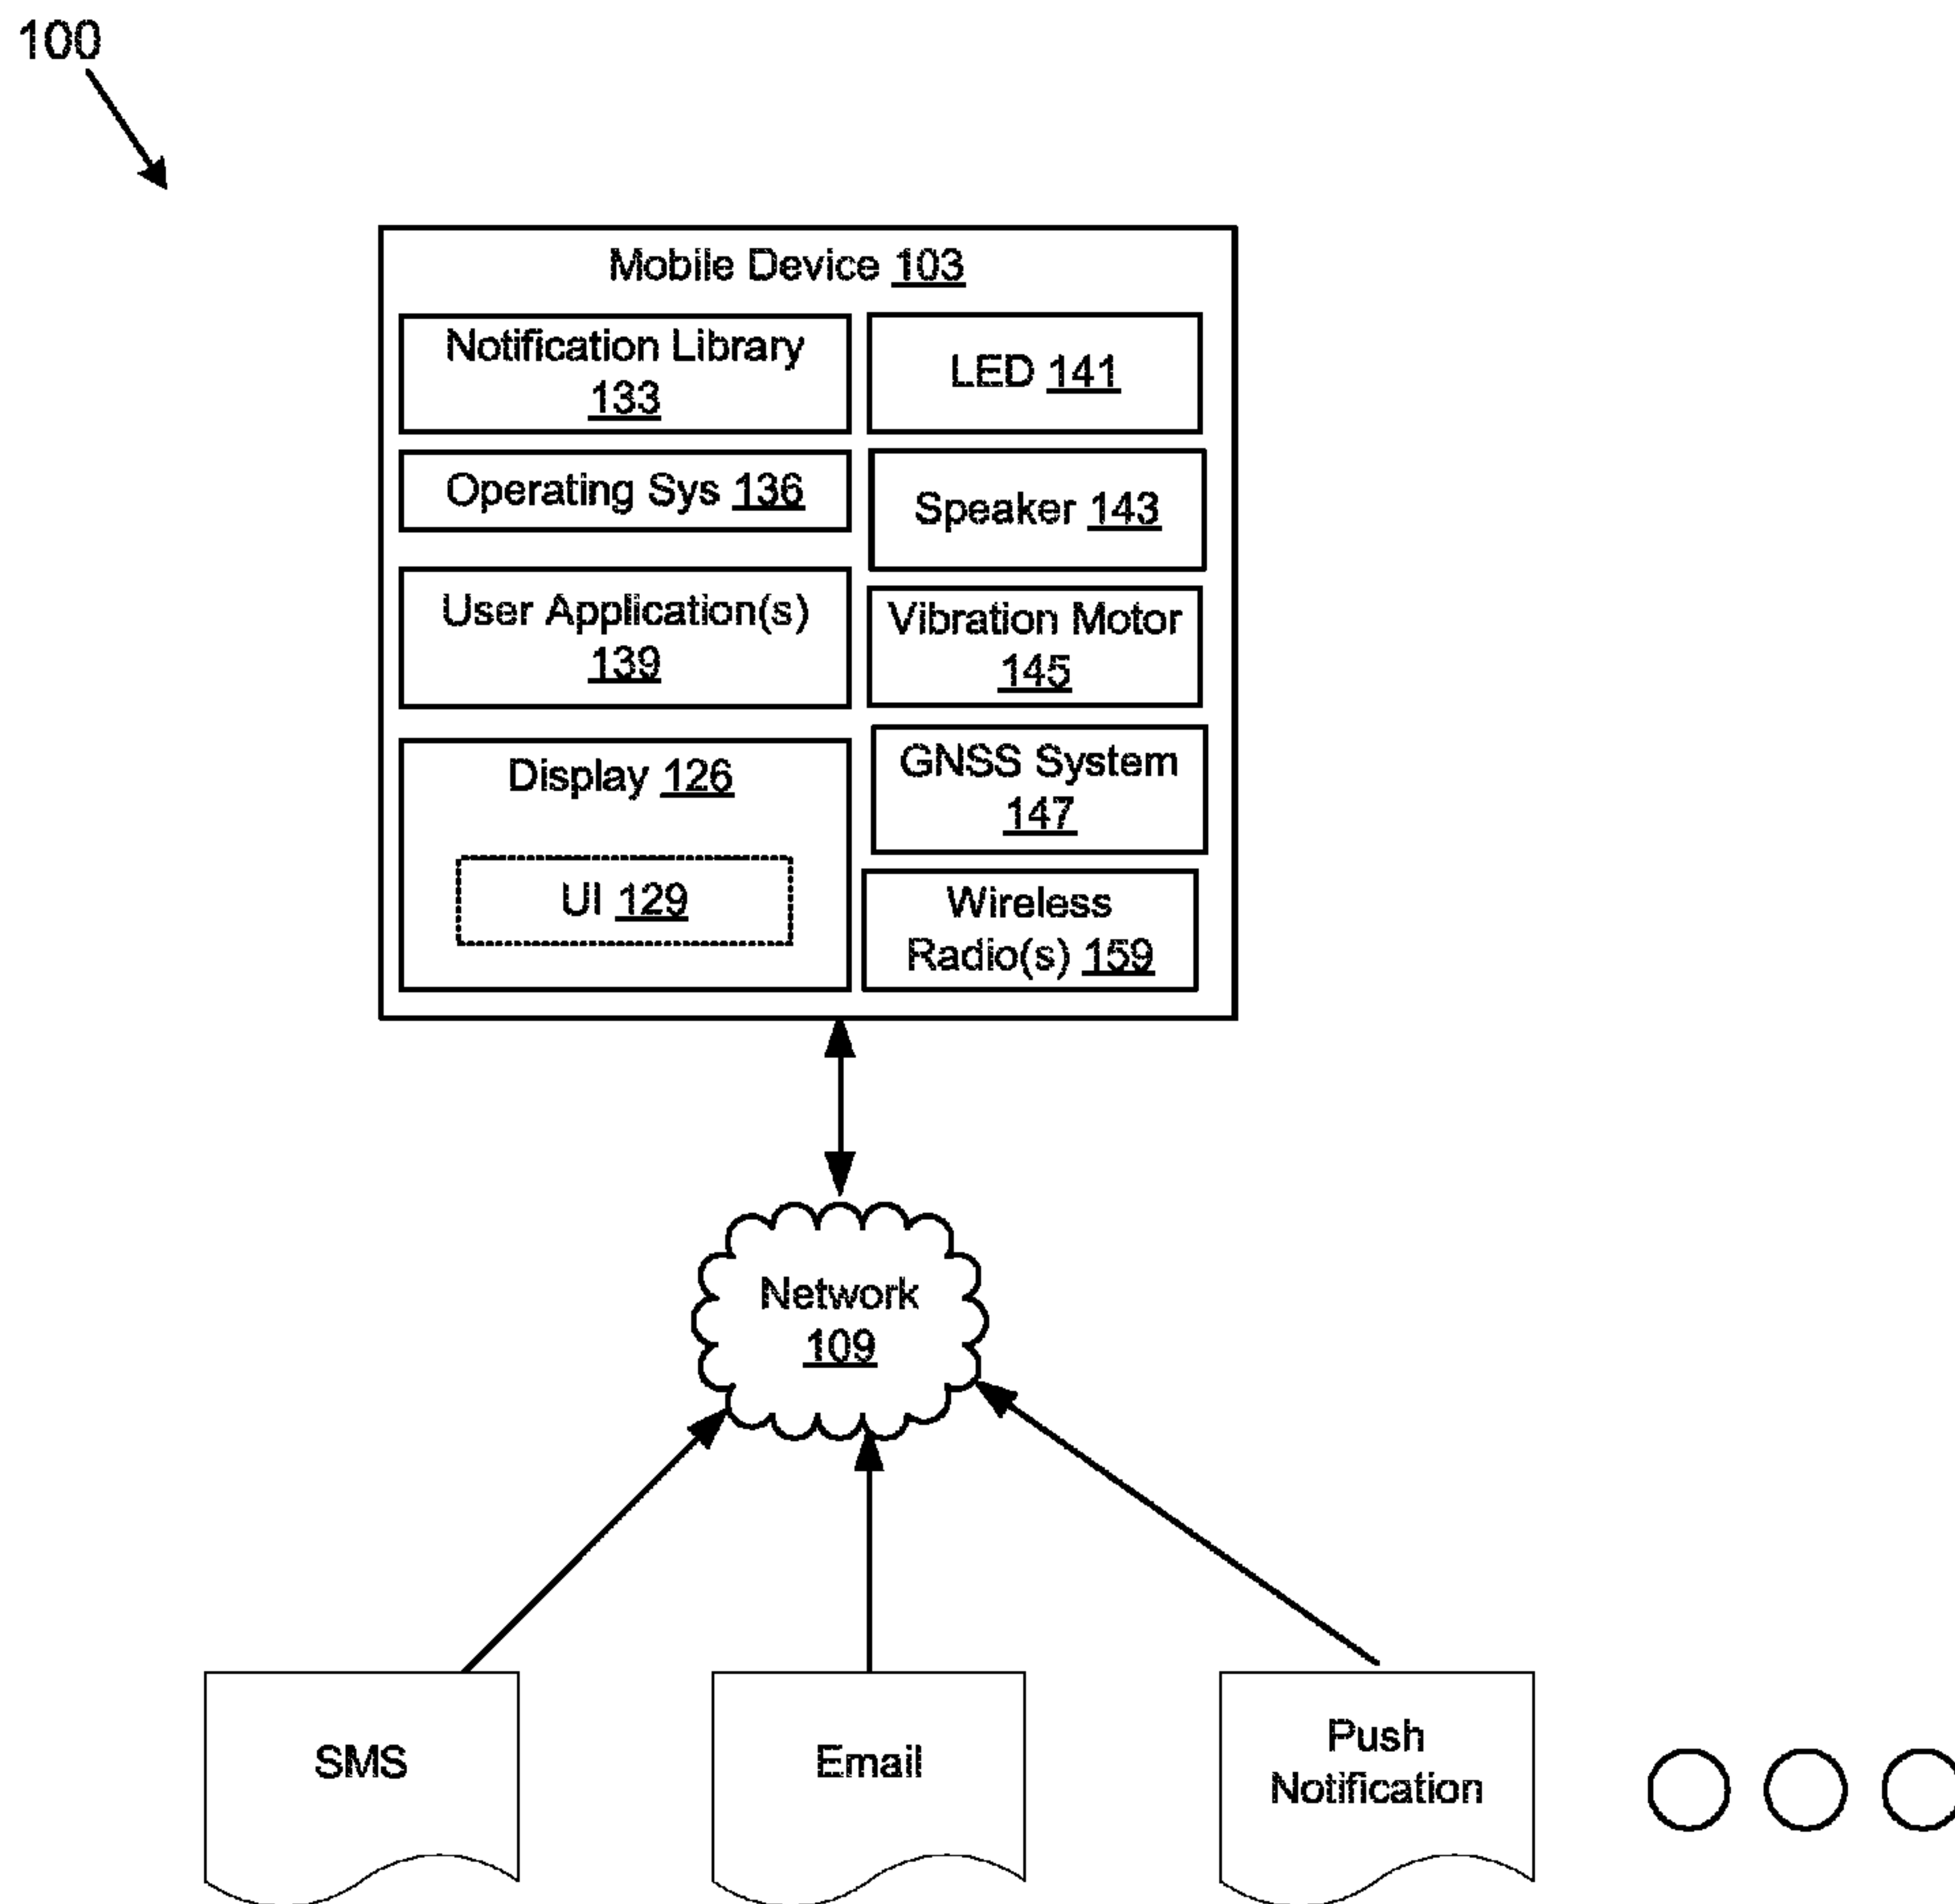 100
Mobile Device 103
Notification Library
133
LED 141
Operating Sys 136
Speaker 143
User Application(s)
139
Vibration Motor
145
Display 126
GNSS System
147
UI 129
Wireless
Radio(s) 159
Network
109
SMS
Email
Push
Notification